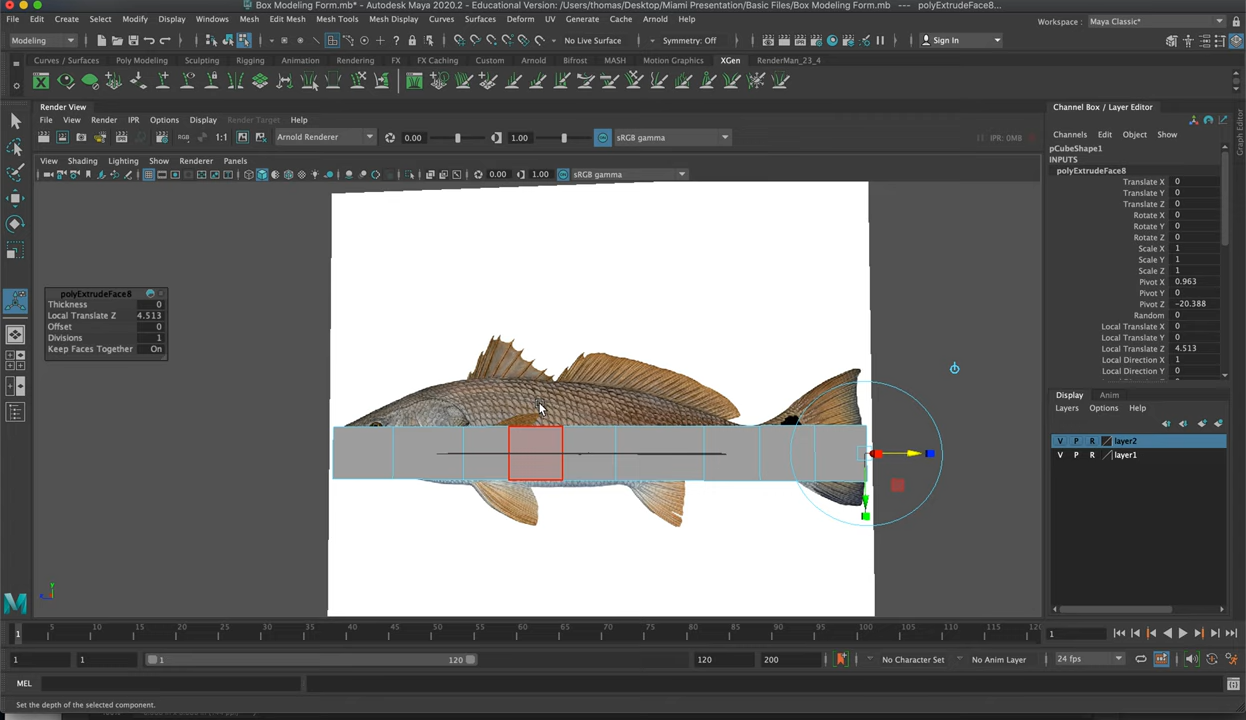 Box Modeling Form.mb* - Autodesk Maya 2020.2 - Educational Version: /Users/thomas/Desktop/Miami Presentation/Basic Files/Box Modeling Form.mb --- polyExtrudeFace8...
File Edit Create Select Modify Display Windows Mesh Edit Mesh Mesh Tools Mesh Display Curves Surfaces Deform UV Generate Cache Arnold Help
Workspace : Maya Classic*
Modeling No Live Surface Symmetry: Off Sign In
Curves / Surfaces Poly Modeling Sculpting Rigging Animation Rendering FX FX Caching Custom Arnold Bifrost MASH Motion Graphics XGen RenderMan_23_4
Render View
File View Render IPR Options Display Render Target Help
1:1 Arnold Renderer 0.00 1.00 sRGB gamma IPR: 0MB
View Shading Lighting Show Renderer Panels
0.00 1.00 sRGB gamma
polyExtrudeFace8
Thickness 0
Local Translate Z 4.513
Offset 0
Divisions 1
Keep Faces Together On
Channel Box / Layer Editor
Channels Edit Object Show
pCubeShape1
INPUTS
polyExtrudeFace8
Translate X 0
Translate Y 0
Translate Z 0
Rotate X 0
Rotate Y 0
Rotate Z 0
Scale X 1
Scale Y 1
Scale Z 1
Pivot X 0.963
Pivot Y 0
Pivot Z -20.388
Random 0
Local Translate X 0
Local Translate Y 0
Local Translate Z 4.513
Local Direction X 1
Local Direction Y 0
Display Anim
Layers Options Help
V P R layer2
V P R layer1
Graph Editor
5 10 15 20 25 30 35 40 45 50 55 60 65 70 75 80 85 90 95 100 105 110 115 12
1 1
1 1 1 120 120 200 No Character Set No Anim Layer 24 fps
MEL
Set the depth of the selected component.